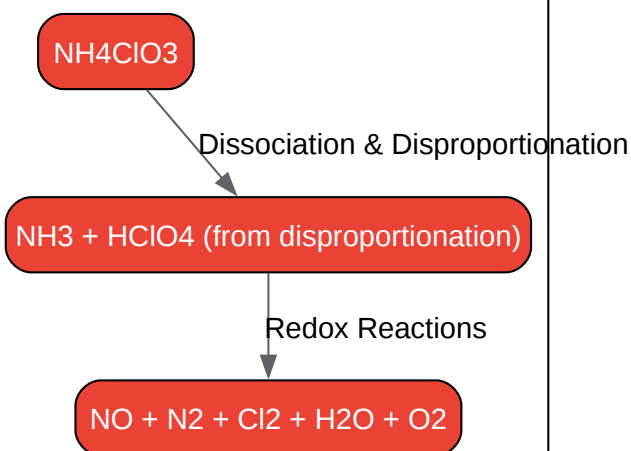 NH4ClO3
Dissociation & Disproportionation
NH3 + HClO4 (from disproportionation)
Redox Reactions
NO + N2 + Cl2 + H2O + O2